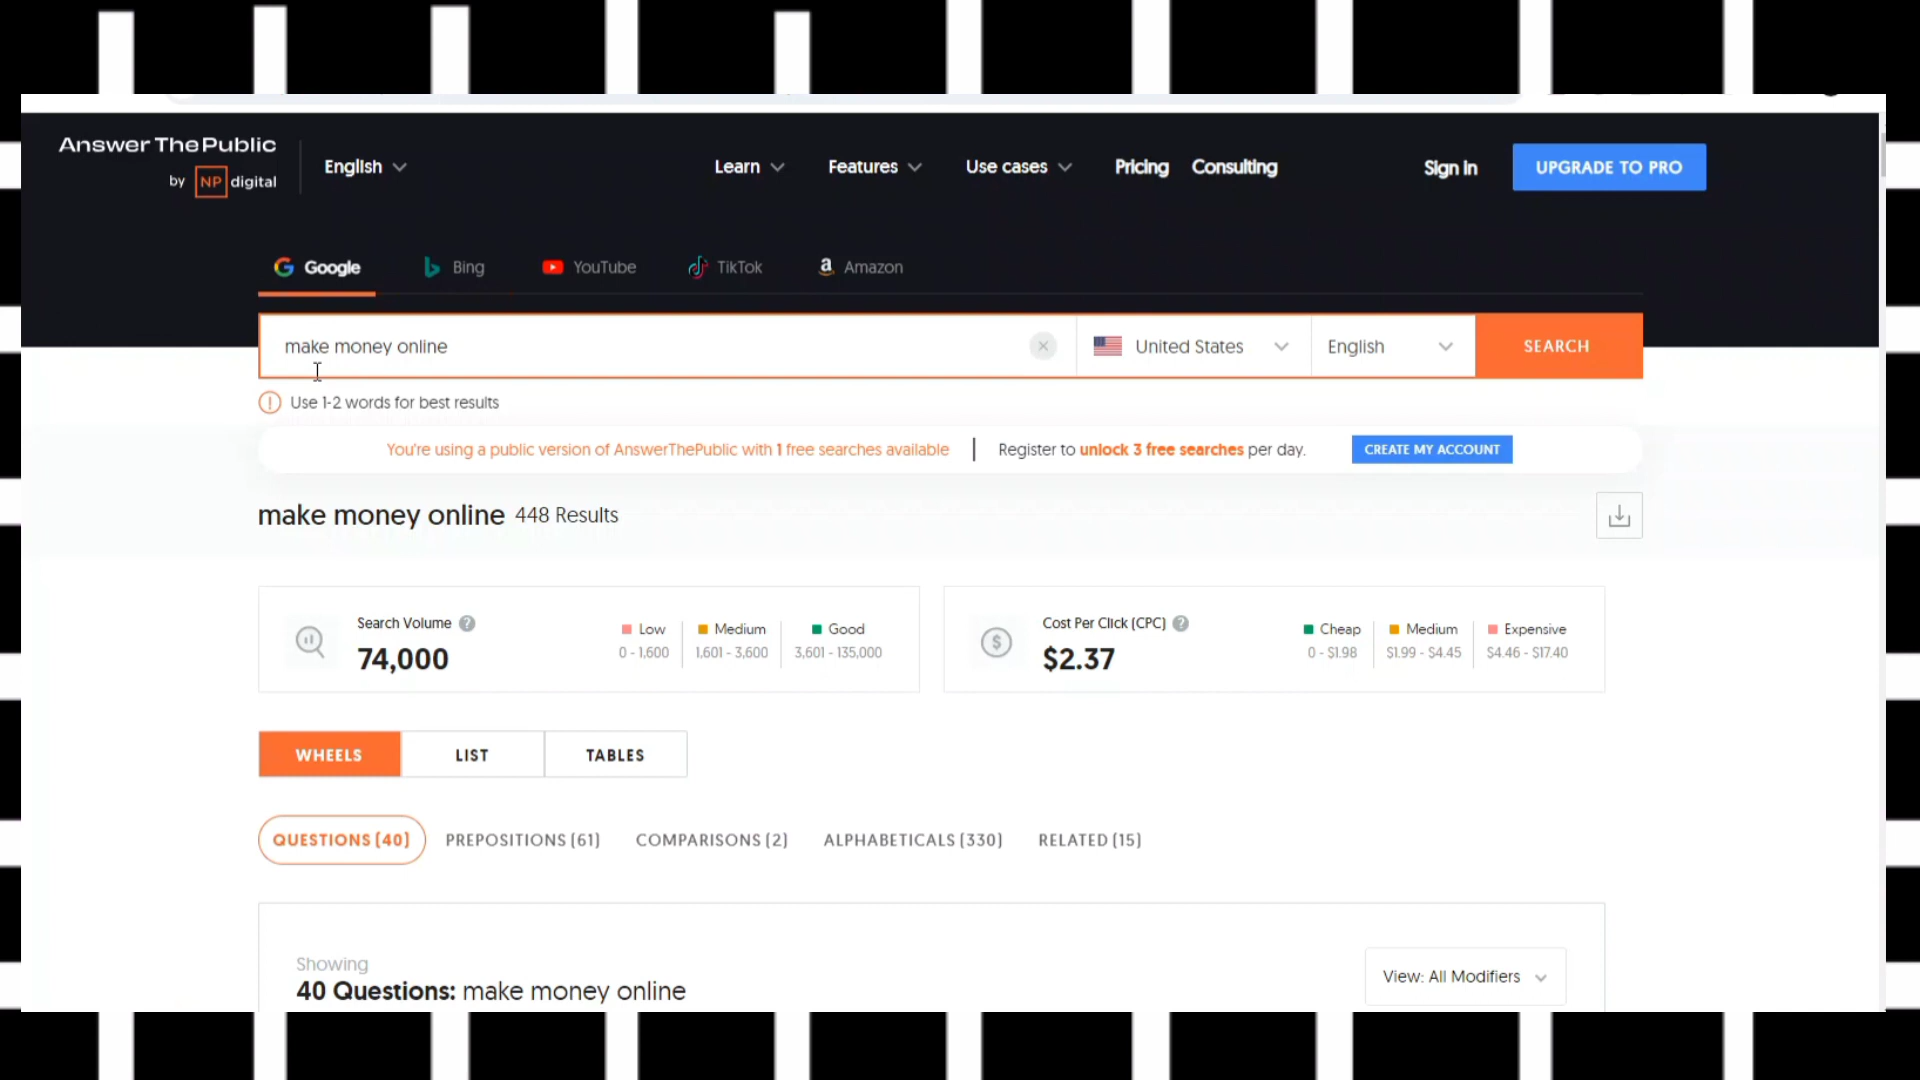 Answer The Public
by NP digital
English
Learn
Features
Use cases
Pricing
Consulting
Sign in
UPGRADE TO PRO
Google
Bing
YouTube
TikTok
Amazon
make money online
United States
English
SEARCH
Use 1-2 words for best results
You're using a public version of AnswerThePublic with 1 free searches available
Register to unlock 3 free searches per day.
CREATE MY ACCOUNT
make money online 448 Results
Search Volume
74,000
Low
0 - 1,600
Medium
1,601 - 3,600
Good
3,601 - 135,000
Cost Per Click (CPC)
$2.37
Cheap
0 - $1.98
Medium
$1.99 - $4.45
Expensive
$4.46 - $17.40
WHEELS
LIST
TABLES
QUESTIONS (40)
PREPOSITIONS (61)
COMPARISONS (2)
ALPHABETICALS (330)
RELATED (15)
Showing
40 Questions: make money online
View: All Modifiers